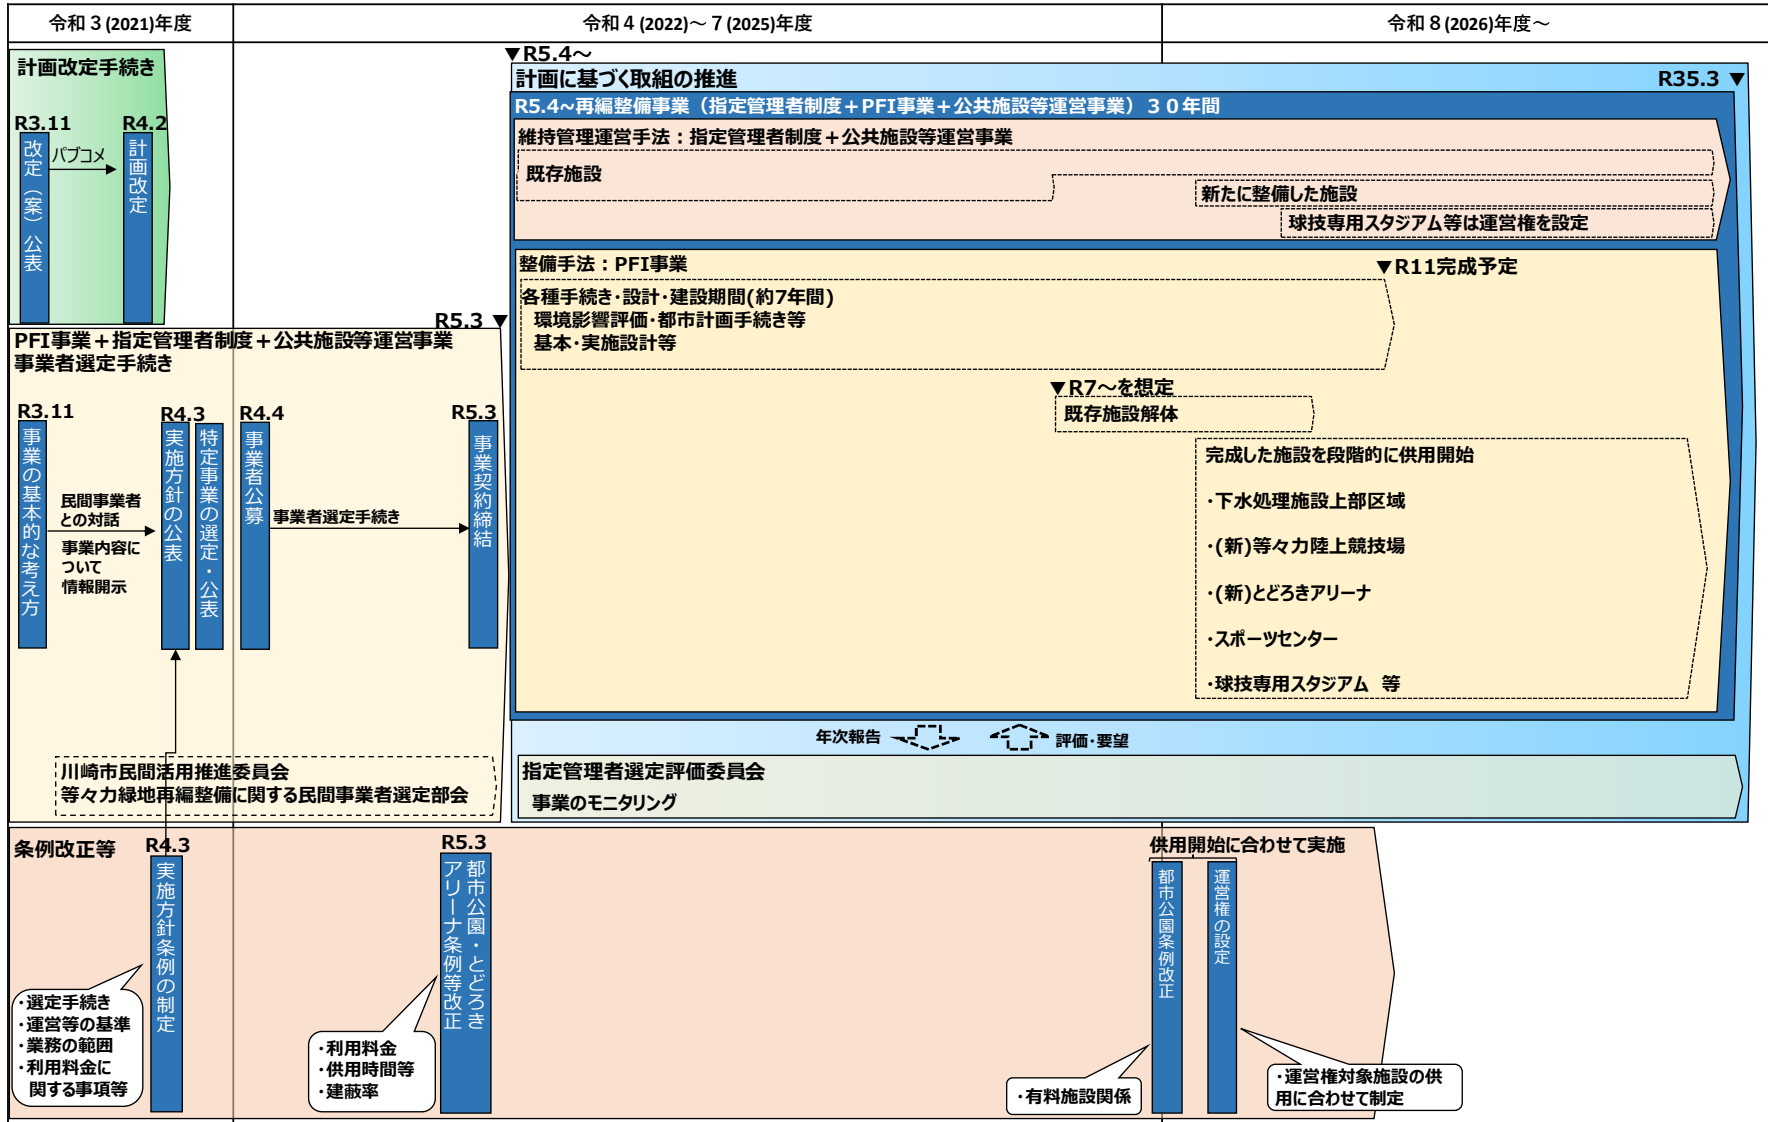 令和３(2021)年度
令和４(2022)～７(2025)年度
令和８(2026)年度～
計画改定手続き
R3.11
R4.2
改定（案）公表
パブコメ
計画改定
▼R5.4～
計画に基づく取組の推進
R35.3 ▼
R5.4~再編整備事業（指定管理者制度＋PFI事業＋公共施設等運営事業）３０年間
維持管理運営手法：指定管理者制度＋公共施設等運営事業
既存施設
新たに整備した施設
球技専用スタジアム等は運営権を設定
整備手法：PFI事業
▼R11完成予定
各種手続き・設計・建設期間(約7年間)
環境影響評価・都市計画手続き等
基本・実施設計等
▼R7～を想定
既存施設解体
完成した施設を段階的に供用開始
・下水処理施設上部区域
・(新)等々力陸上競技場
・(新)とどろきアリーナ
・スポーツセンター
・球技専用スタジアム 等
R5.3 ▼
PFI事業＋指定管理者制度＋公共施設等運営事業
事業者選定手続き
R3.11
R4.3
R4.4
R5.3
事業の基本的な考え方
民間事業者
との対話
事業内容に
ついて
情報開示
実施方針の公表
特定事業の選定・公表
事業者公募
事業者選定手続き
事業契約締結
川崎市民間活用推進委員会
等々力緑地再編整備に関する民間事業者選定部会
年次報告
評価・要望
指定管理者選定評価委員会
事業のモニタリング
条例改正等
R4.3
実施方針条例の制定
・選定手続き
・運営等の基準
・業務の範囲
・利用料金に
関する事項等
R5.3
都市公園・とどろき
アリーナ条例等改正
・利用料金
・供用時間等
・建蔽率
供用開始に合わせて実施
都市公園条例改正
運営権の設定
・有料施設関係
・運営権対象施設の供
用に合わせて制定